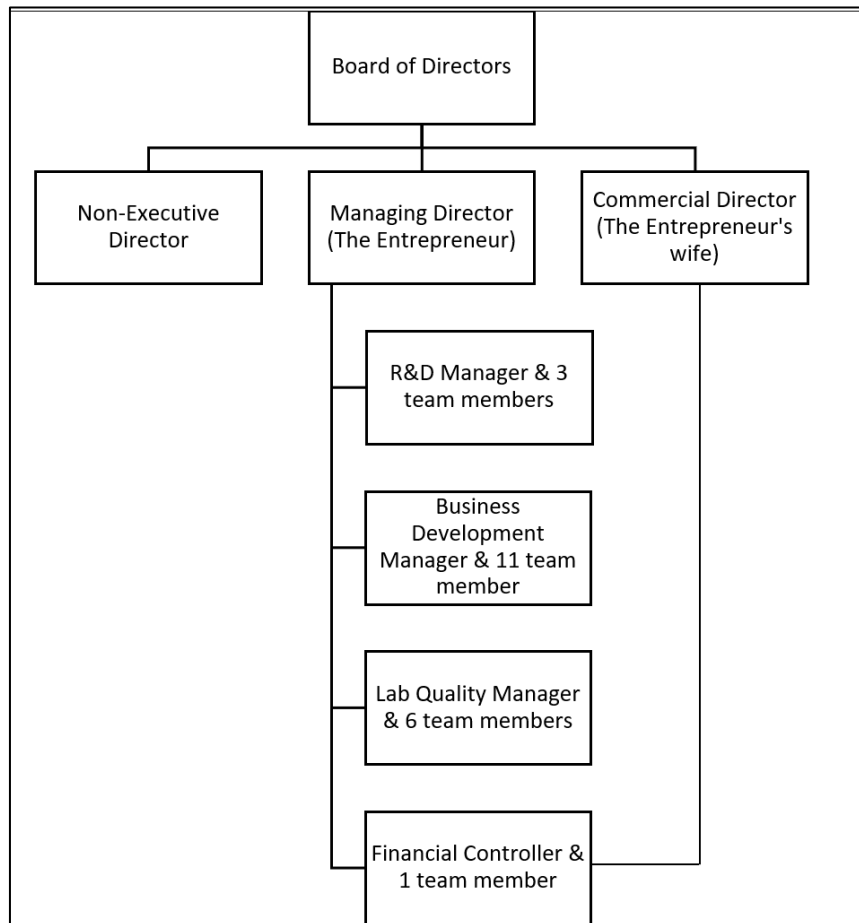 Board of Directors
Non-Executive
Director
Managing Director
(The Entrepreneur)
Commercial Director
(The Entrepreneur's
wife)
R&D Manager & 3
team members
Business
Development
Manager & 11 team
member
Lab Quality Manager
& 6 team members
Financial Controller &
1 team member